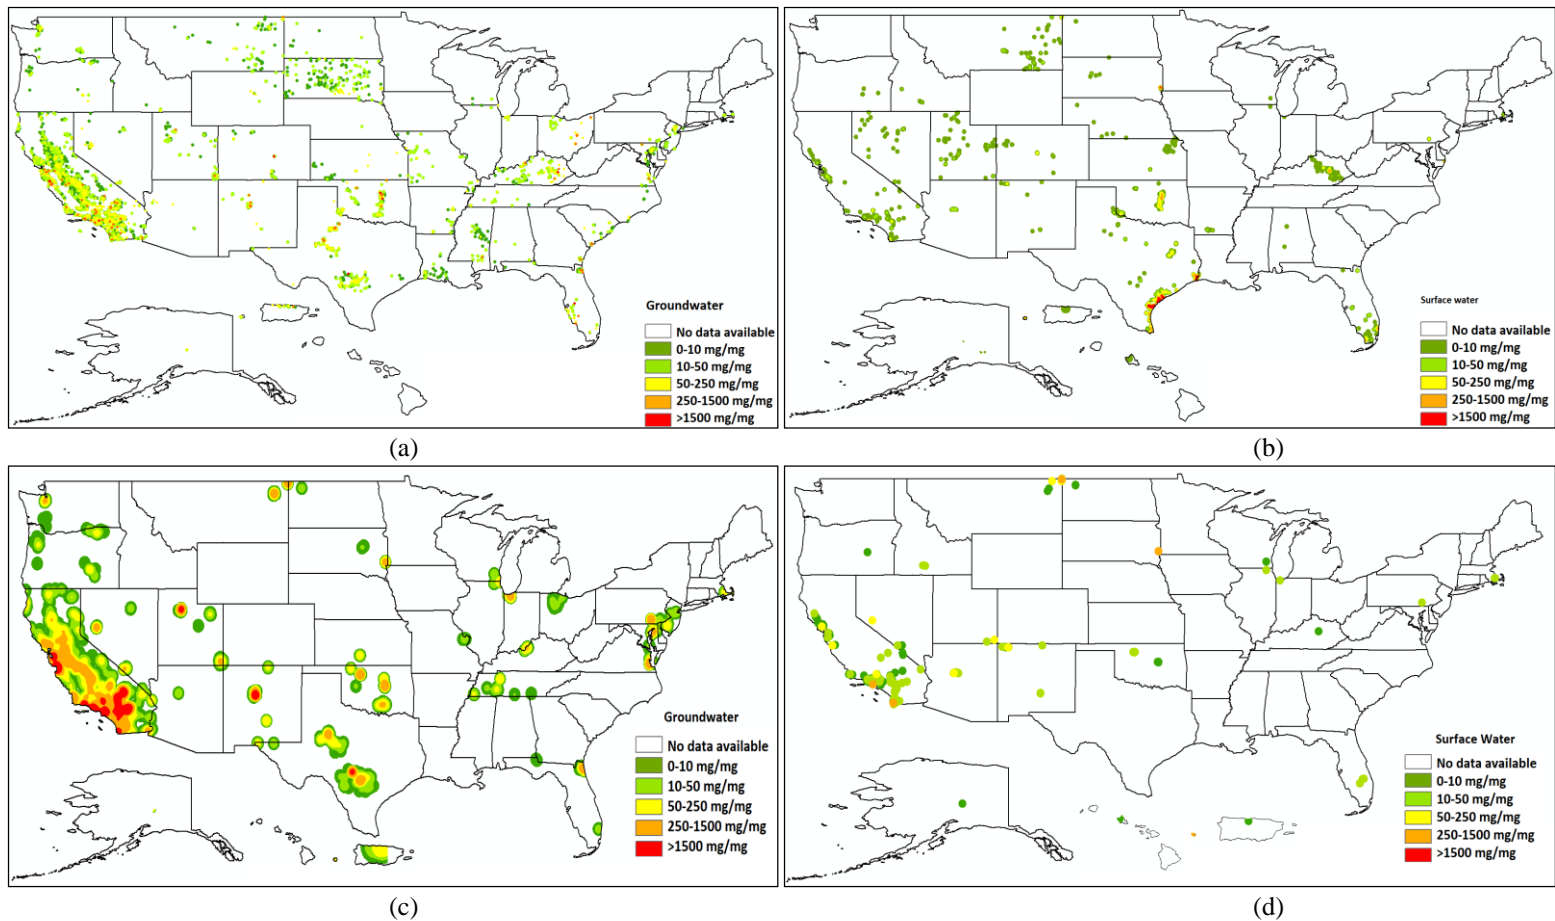 Groundwater
No data available
0-10 mg/mg
10-50 mg/mg
50-250 mg/mg
250-1500 mg/mg
>1500 mg/mg
(a)
Surface water
No data available
0-10 mg/mg
10-50 mg/mg
50-250 mg/mg
250-1500 mg/mg
>1500 mg/mg
(b)
Groundwater
No data available
0-10 mg/mg
10-50 mg/mg
50-250 mg/mg
250-1500 mg/mg
>1500 mg/mg
(c)
Surface Water
No data available
0-10 mg/mg
10-50 mg/mg
50-250 mg/mg
250-1500 mg/mg
>1500 mg/mg
(d)